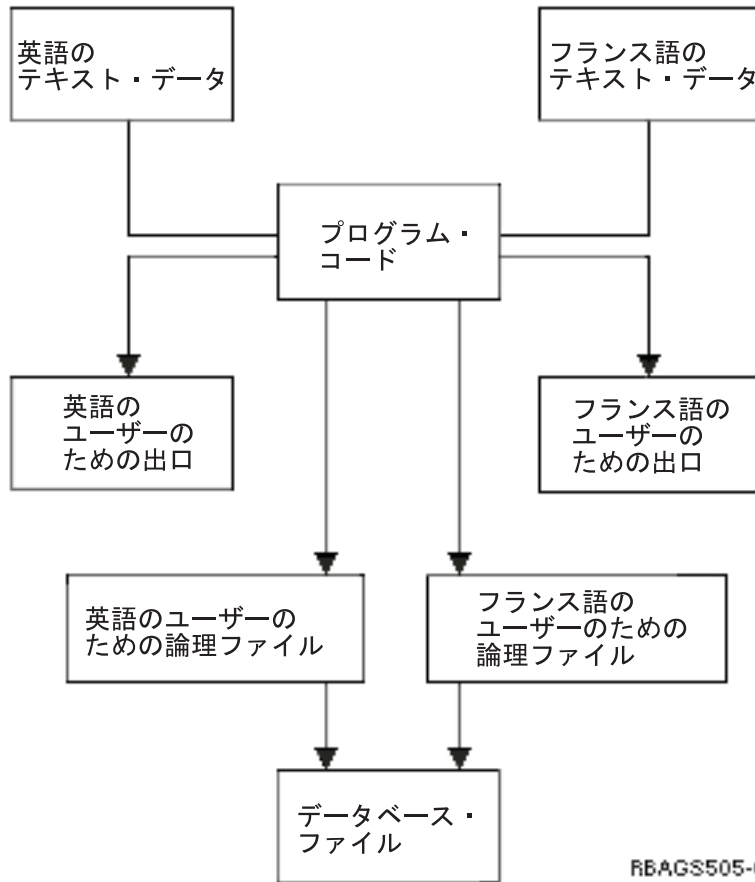 英語の
テキスト・データ
フランス語の
テキスト・データ
プログラム・
コード
英語の
ユーザーの
ための出口
フランス語の
ユーザーの
ための出口
英語のユーザーの
ための論理ファイル
フランス語の
ユーザーのための
論理ファイル
データベース・
ファイル
RBAGS505-